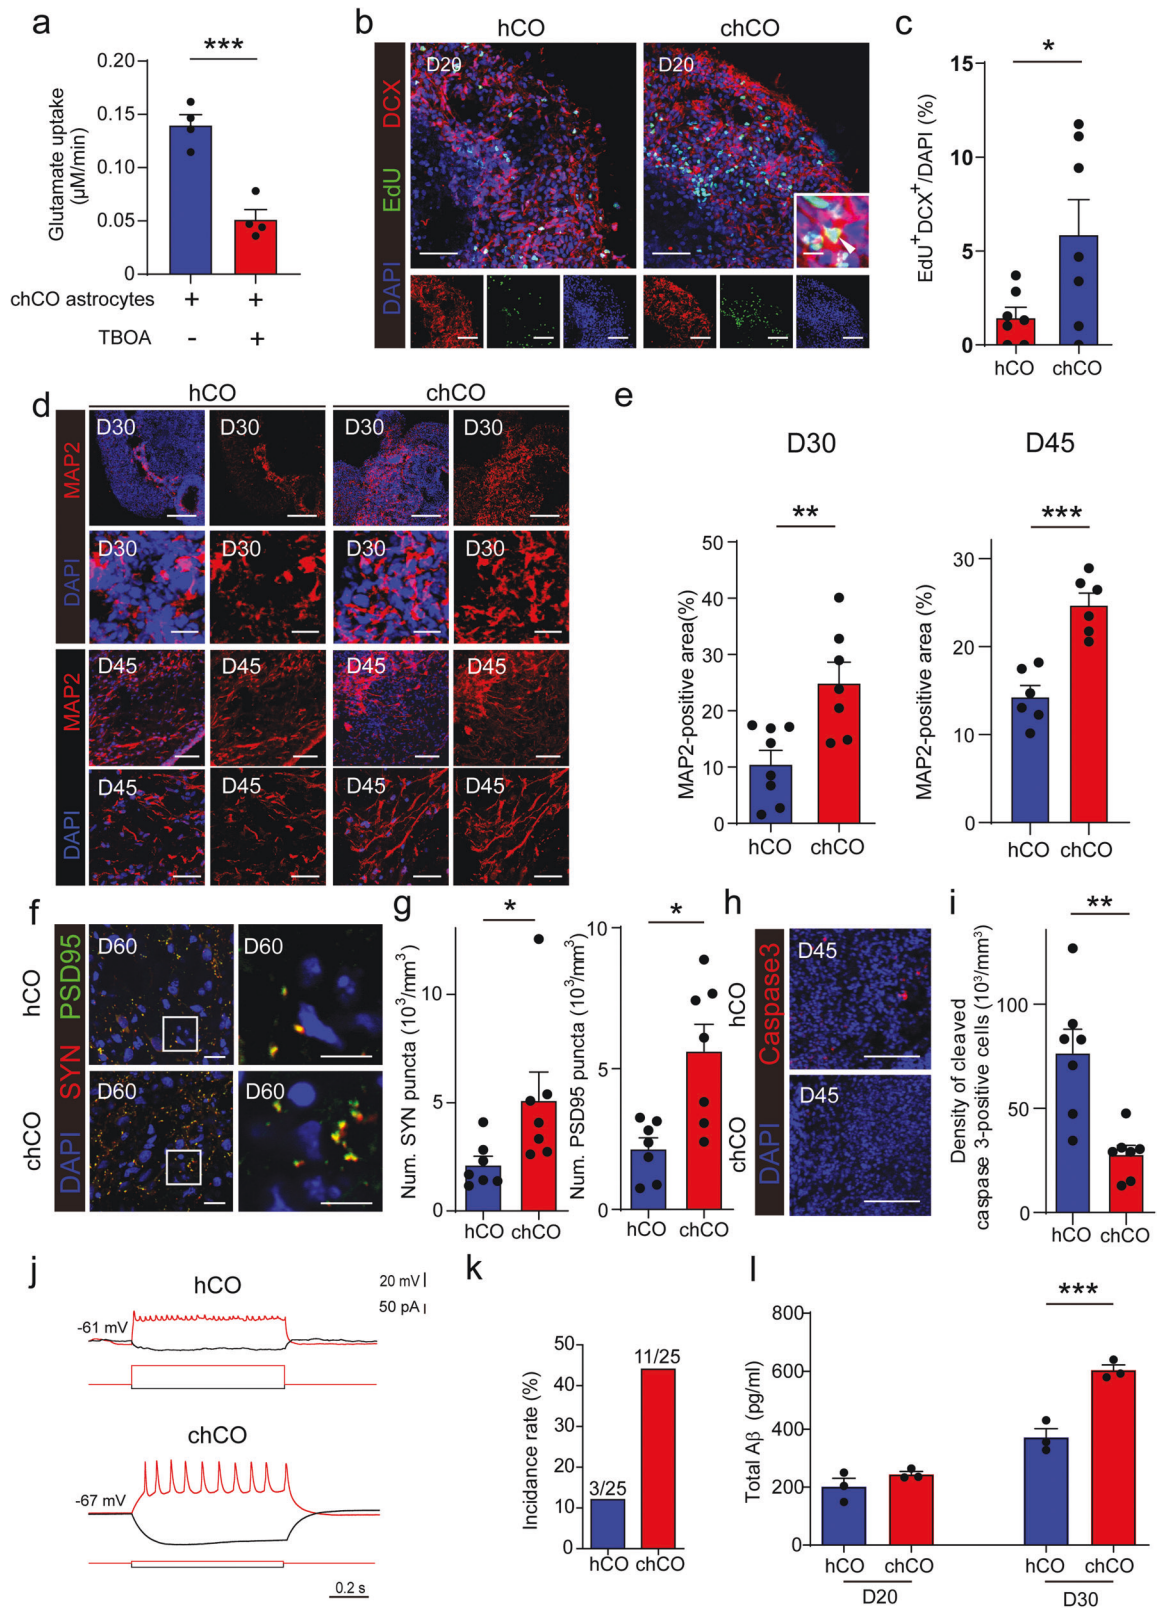 a
***
0.20
0.15
0.10
0.05
0
Glutamate uptake
(µM/min)
chCO astrocytes + +
TBOA - +
b
hCO chCO
D20 D20
DAPI EdU DCX
c
*
15
10
5
0
EdU+DCX+/DAPI (%)
hCO chCO
d
hCO chCO
DAPI MAP2
D30 D30 D30 D30
D30 D30 D30 D30
DAPI MAP2
D45 D45 D45 D45
D45 D45 D45 D45
e
D30 D45
**
50
40
30
20
10
0
MAP2-positive area(%)
hCO chCO
***
30
20
10
0
MAP2-positive area (%)
hCO chCO
f
DAPI SYN PSD95
hCO
D60 D60
chCO
D60 D60
g
*
10
5
0
Num. SYN puncta (10³/mm³)
hCO chCO
*
10
5
0
Num. PSD95 puncta (10³/mm³)
hCO chCO
h
DAPI Caspase3
hCO
D45
chCO
D45
i
**
100
50
0
Density of cleaved
caspase 3-positive cells (10³/mm³)
hCO chCO
j
hCO
20 mV
50 pA
-61 mV
chCO
-67 mV
0.2 s
k
50
40
30
20
10
0
Incidance rate (%)
3/25
11/25
hCO chCO
l
***
800
600
400
200
0
Total Aβ (pg/ml)
hCO chCO hCO chCO
D20 D30